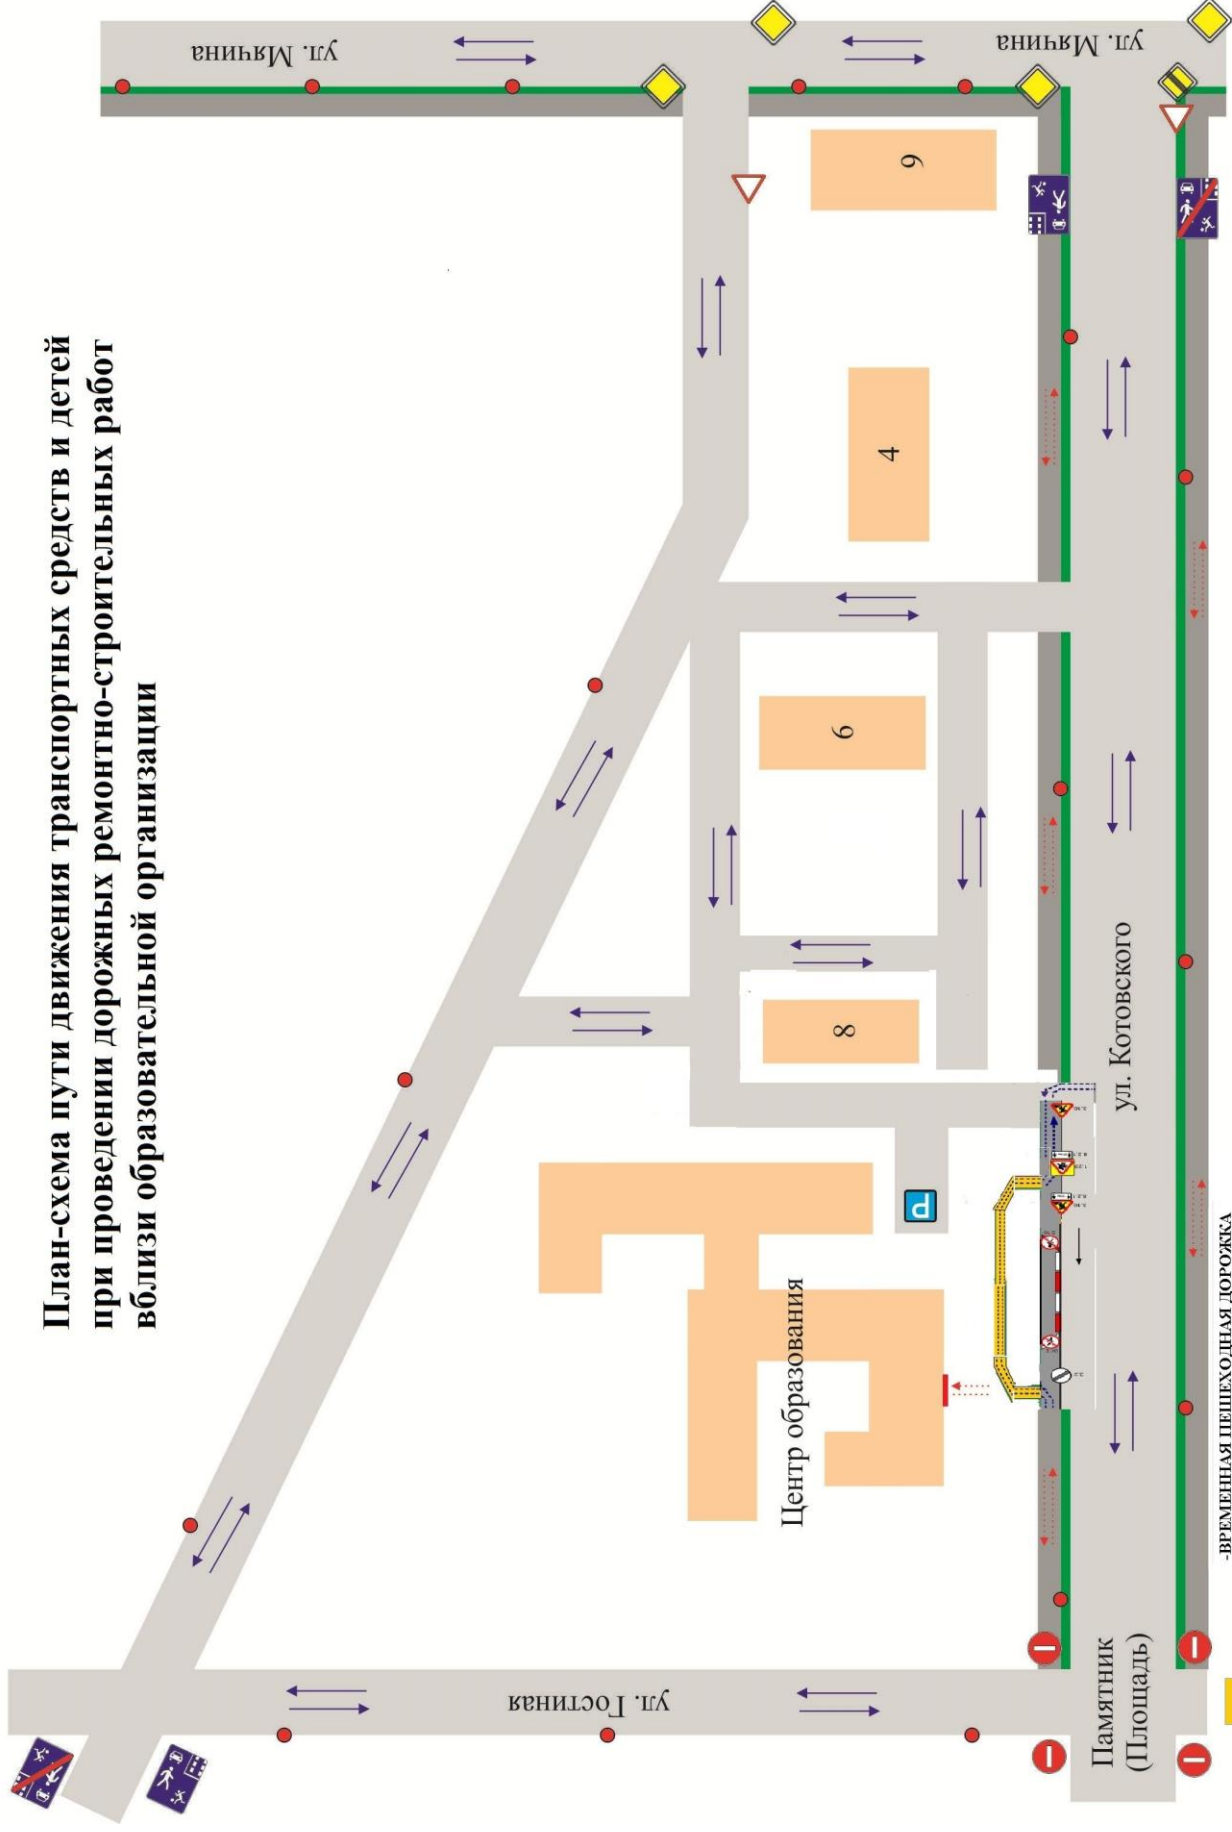 План-схема пути движения транспортных средств и детей
при проведении дорожных ремонтно-строительных работ
вблизи образовательной организации
ул. Мячина
ул. Мячина
9
4
6
8
P
Центр образования
ул. Котовского
ул. Гостиная
Памятник
(Площадь)
-ВРЕМЕННАЯ ПЕШЕХОДНАЯ ДОРОЖКА